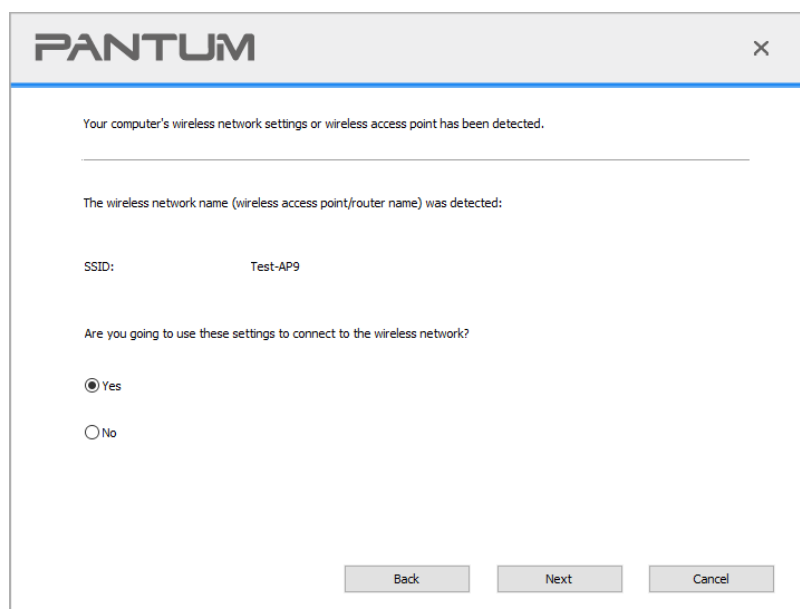 PANTUM
Your computer's wireless network settings or wireless access point has been detected.
The wireless network name (wireless access point/router name) was detected:
SSID: Test-AP9
Are you going to use these settings to connect to the wireless network?
Yes
No
Back Next Cancel